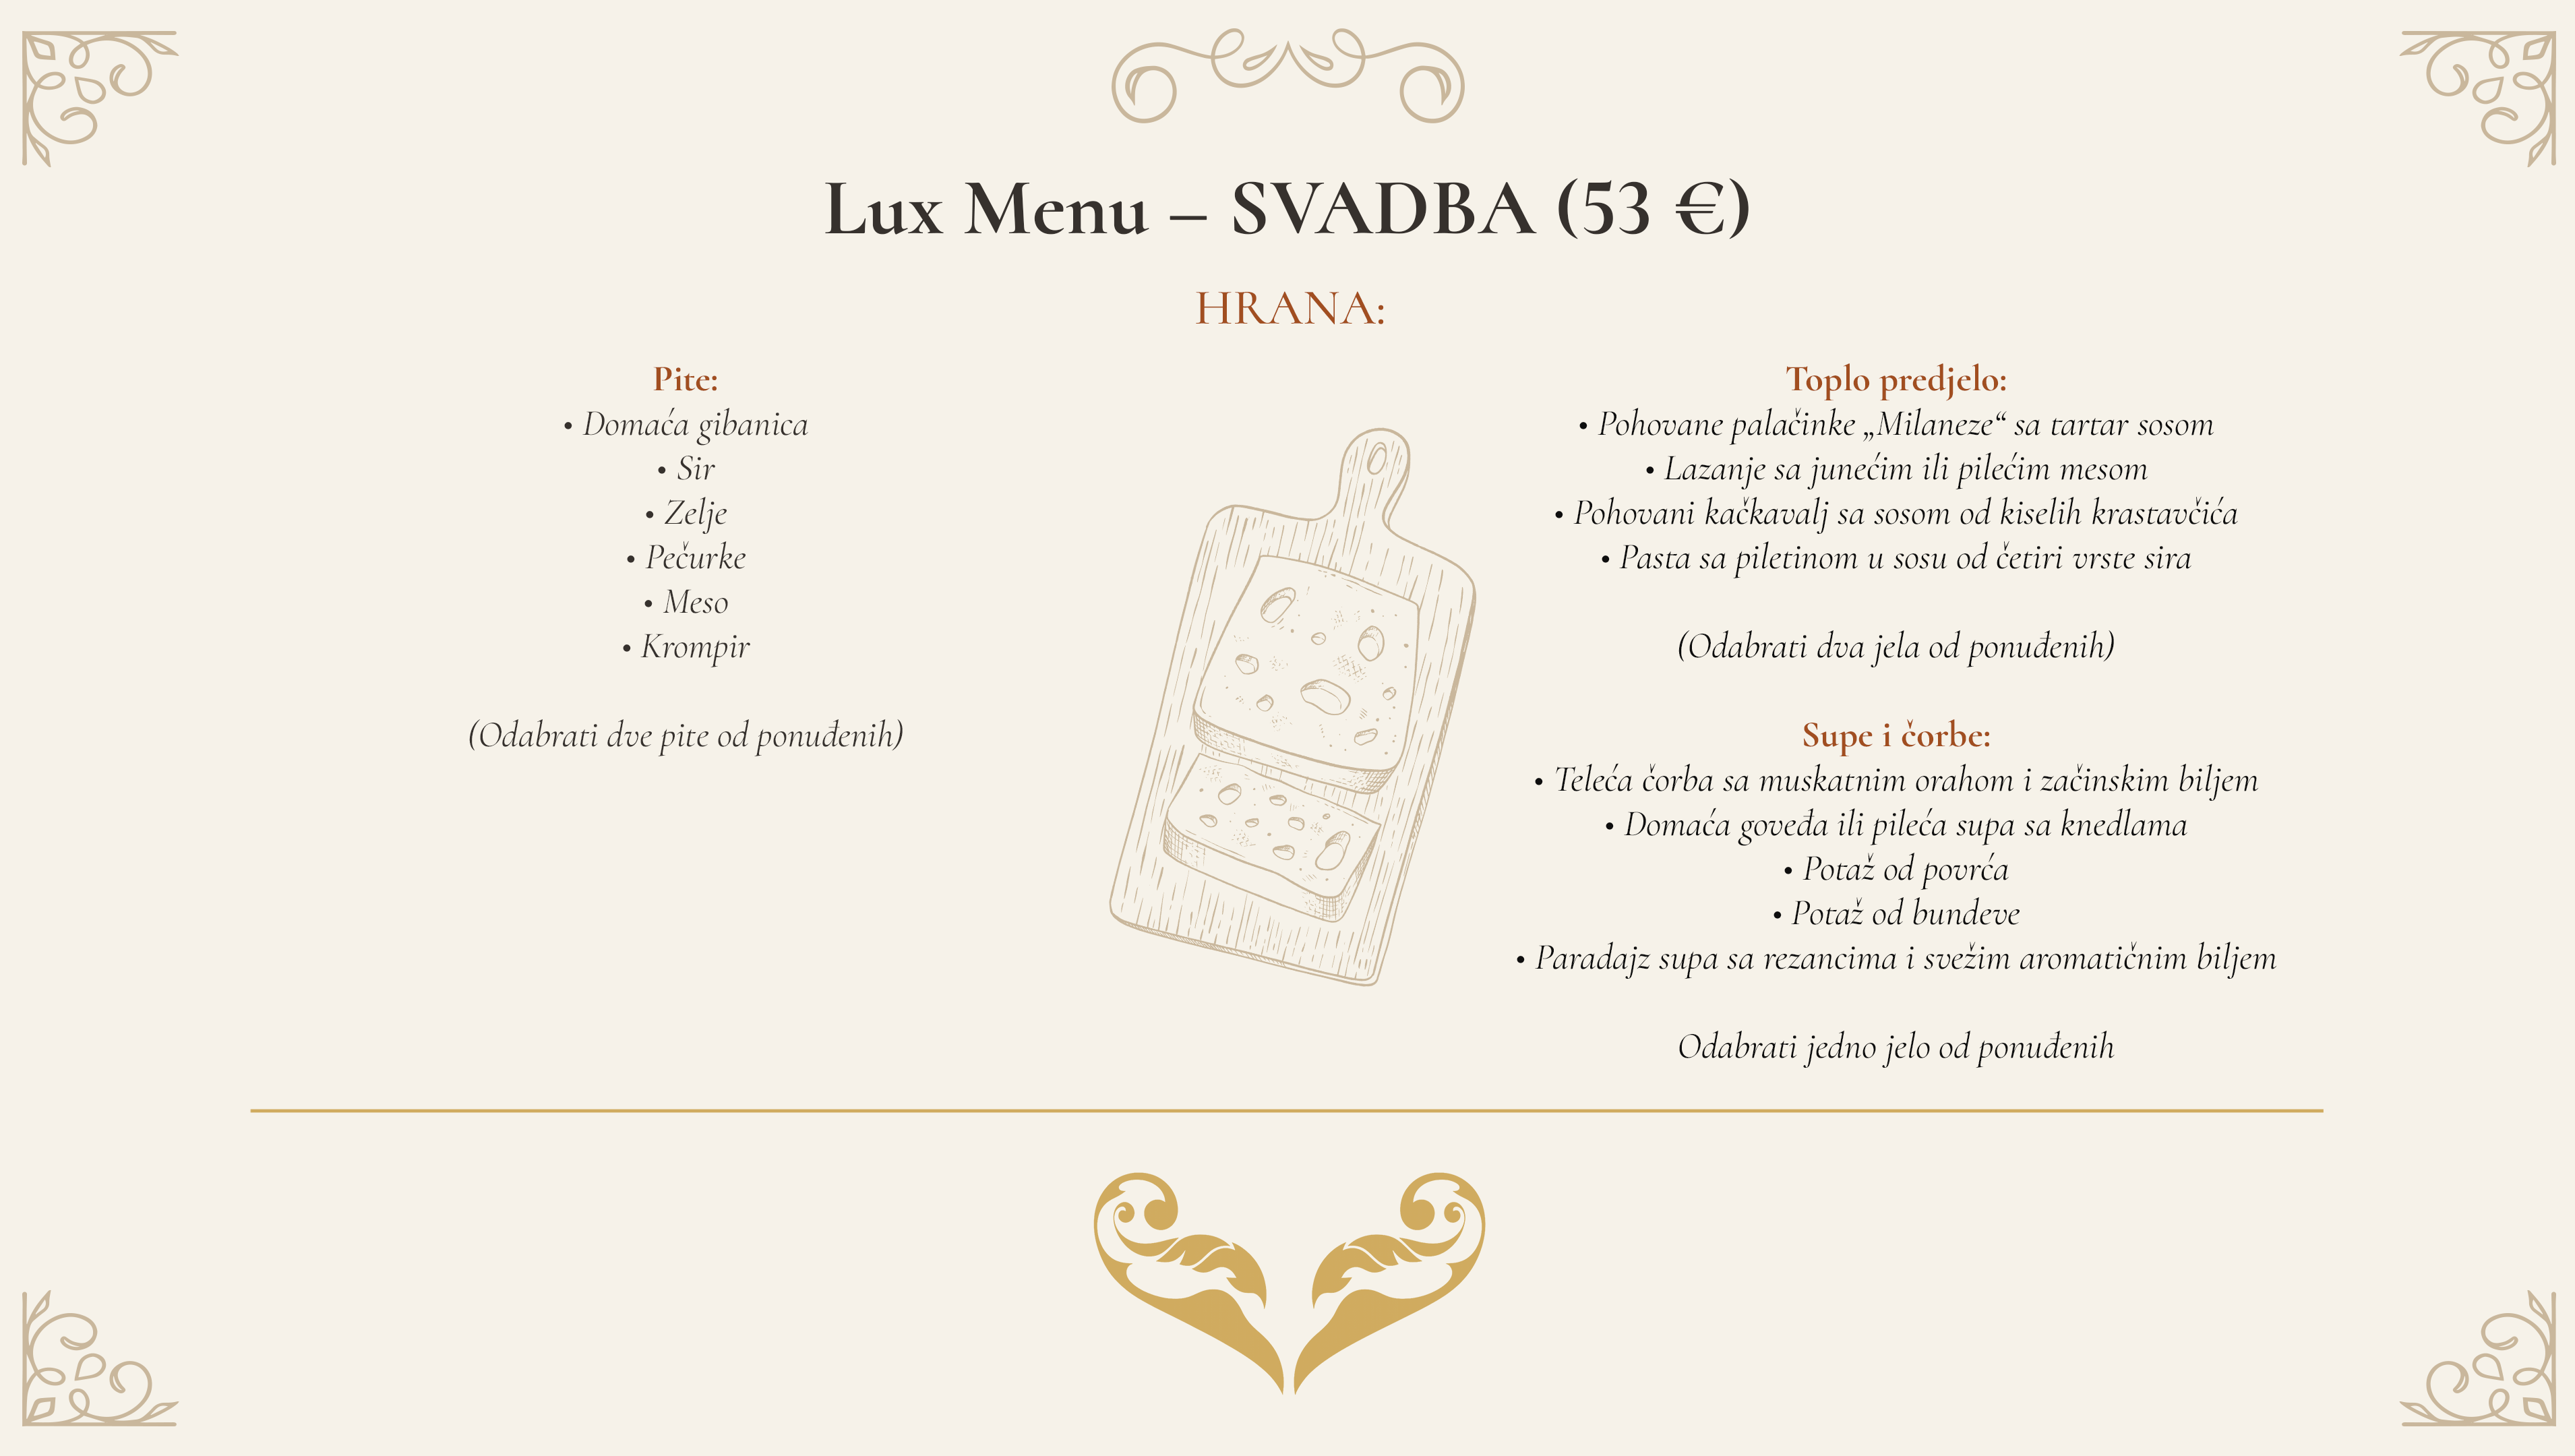 Lux Menu – SVADBA (53 €)
HRANA:
Pite:
• Domaća gibanica
• Sir
• Zelje
• Pečurke
• Meso
• Krompir
(Odabrati dve pite od ponuđenih)
Toplo predjelo:
• Pohovane palačinke „Milaneze“ sa tartar sosom
• Lazanje sa junećim ili pilećim mesom
• Pohovani kačkavalj sa sosom od kiselih krastavčića
• Pasta sa piletinom u sosu od četiri vrste sira
(Odabrati dva jela od ponuđenih)
Supe i čorbe:
• Teleća čorba sa muskatnim orahom i začinskim biljem
• Domaća goveđa ili pileća supa sa knedlama
• Potaž od povrća
• Potaž od bundeve
• Paradajz supa sa rezancima i svežim aromatičnim biljem
Odabrati jedno jelo od ponuđenih